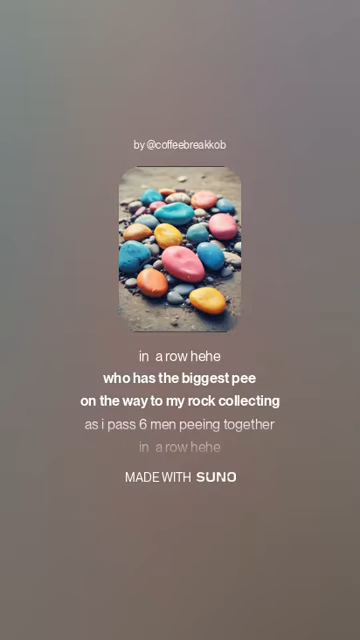 by @coffeebreakkob
in a row hehe
who has the biggest pee
on the way to my rock collecting
as i pass 6 men peeing together
in a row hehe
MADE WITH SUNO